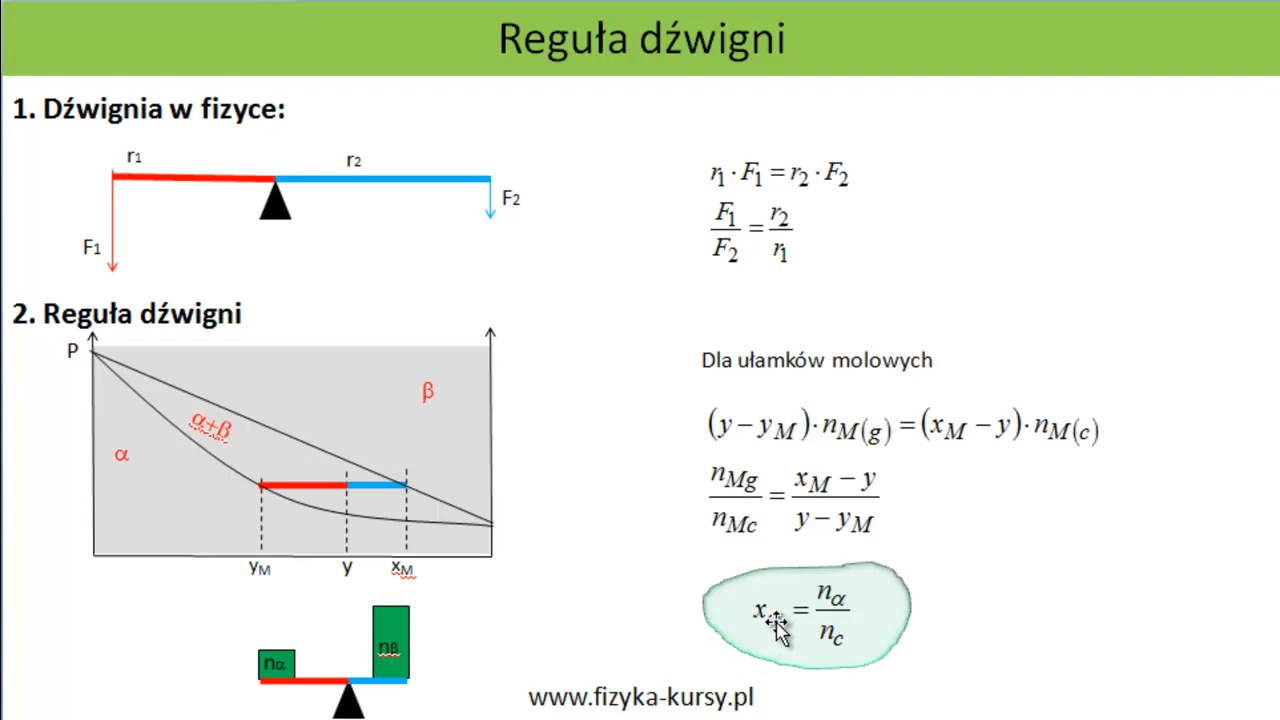 Reguła dźwigni
1. Dźwignia w fizyce:
r1
r2
F1
F2
r1 · F1 = r2 · F2
F1/F2 = r2/r1
2. Reguła dźwigni
P
α
α+β
β
yM
y
xM
nα
nβ
Dla ułamków molowych
(y − yM) · nM(g) = (xM − y) · nM(c)
nMg/nMc = (xM − y)/(y − yM)
x = nα/nc
www.fizyka-kursy.pl